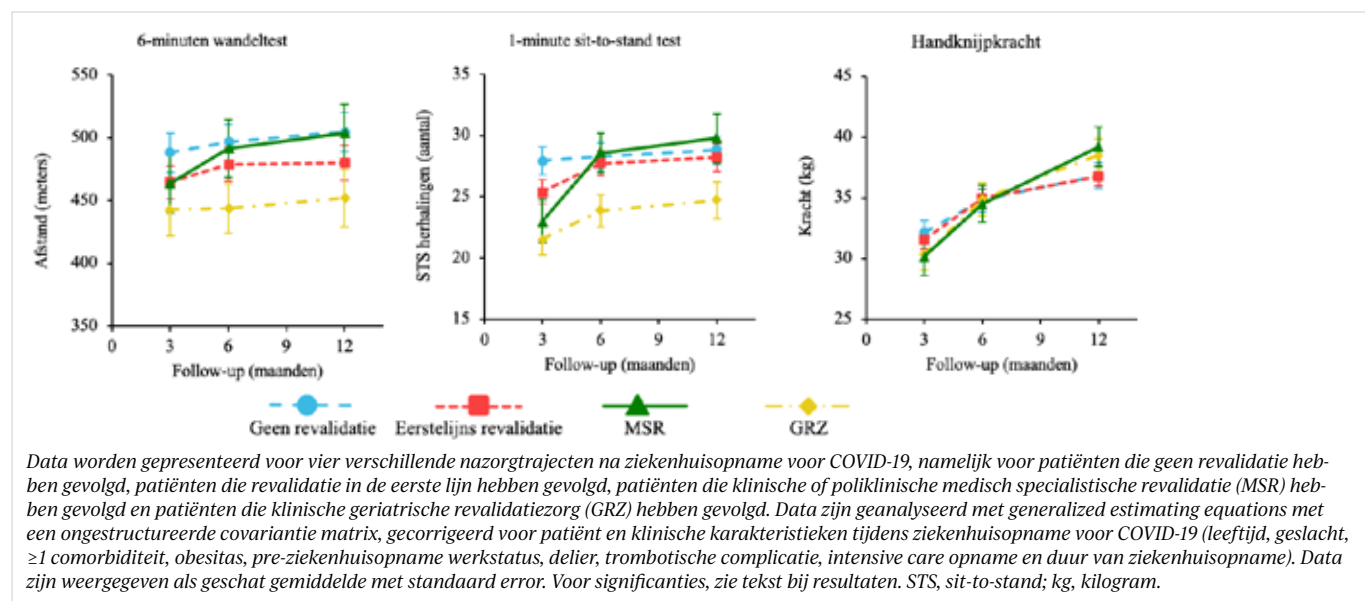 6-minuten wandeltest
1-minute sit-to-stand test
Handknijpkracht
Afstand (meters)
550
500
450
400
350
0
3
6
9
12
Follow-up (maanden)
STS herhalingen (aantal)
35
30
25
20
15
0
3
6
9
12
Follow-up (maanden)
Kracht (kg)
45
40
35
30
25
0
3
6
9
12
Follow-up (maanden)
Geen revalidatie
Eerstelijns revalidatie
MSR
GRZ
Data worden gepresenteerd voor vier verschillende nazorgtrajecten na ziekenhuisopname voor COVID-19, namelijk voor patiënten die geen revalidatie heb-
ben gevolgd, patiënten die revalidatie in de eerste lijn hebben gevolgd, patiënten die klinische of poliklinische medisch specialistische revalidatie (MSR) heb-
ben gevolgd en patiënten die klinische geriatrische revalidatiezorg (GRZ) hebben gevolgd. Data zijn geanalyseerd met generalized estimating equations met
een ongestructureerde covariantie matrix, gecorrigeerd voor patiënt en klinische karakteristieken tijdens ziekenhuisopname voor COVID-19 (leeftijd, geslacht,
≥1 comorbiditeit, obesitas, pre-ziekenhuisopname werkstatus, delier, trombotische complicatie, intensive care opname en duur van ziekenhuisopname). Data
zijn weergegeven als geschat gemiddelde met standaard error. Voor significanties, zie tekst bij resultaten. STS, sit-to-stand; kg, kilogram.